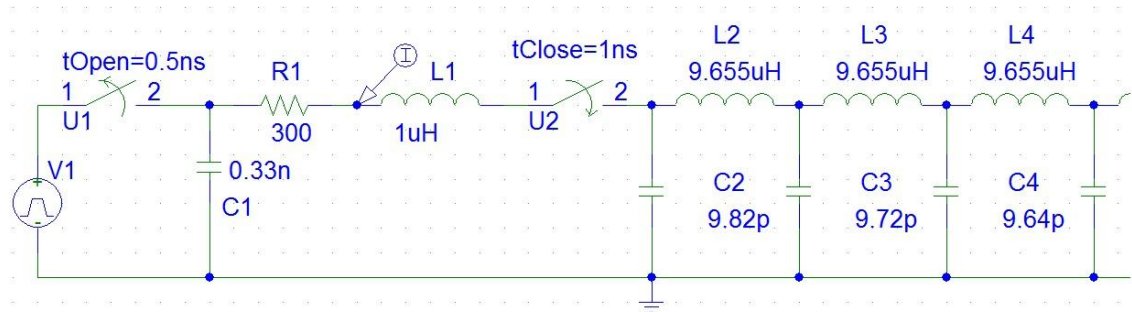 tOpen=0.5ns
1
2
U1
V1
0.33n
C1
R1
300
I
L1
1uH
tClose=1ns
1
2
U2
L2
9.655uH
L3
9.655uH
L4
9.655uH
C2
9.82p
C3
9.72p
C4
9.64p